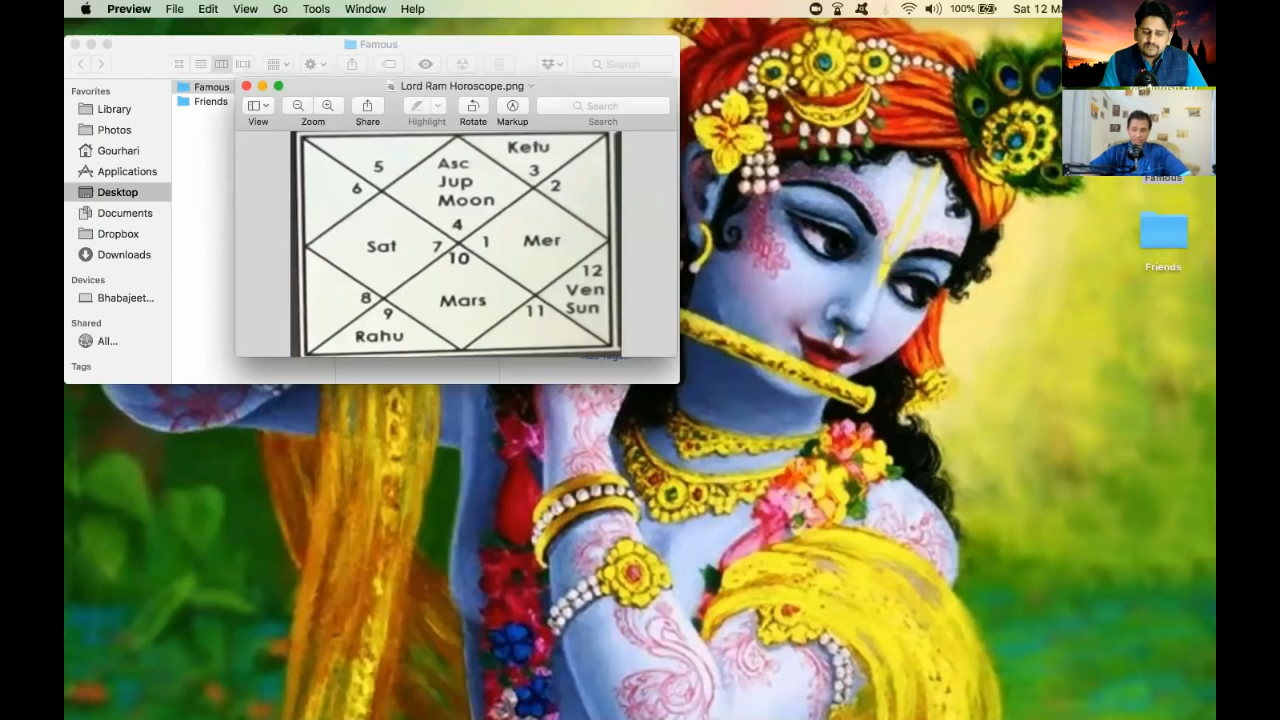 Preview File Edit View Go Tools Window Help
100% Sat 12 Ma
Famous
Search
Favorites
Library
Photos
Gourhari
Applications
Desktop
Documents
Dropbox
Downloads
Devices
Bhabajeet...
Shared
All...
Tags
Famous
Friends
Lord Ram Horoscope.png
Search
View Zoom Share Highlight Rotate Markup Search
Ketu
5 Asc 3
6 Jup 2
Moon
4
Sat 7 1 Mer
10
12
8 Mars Ven
9 11 Sun
Rahu
Famous
Friends